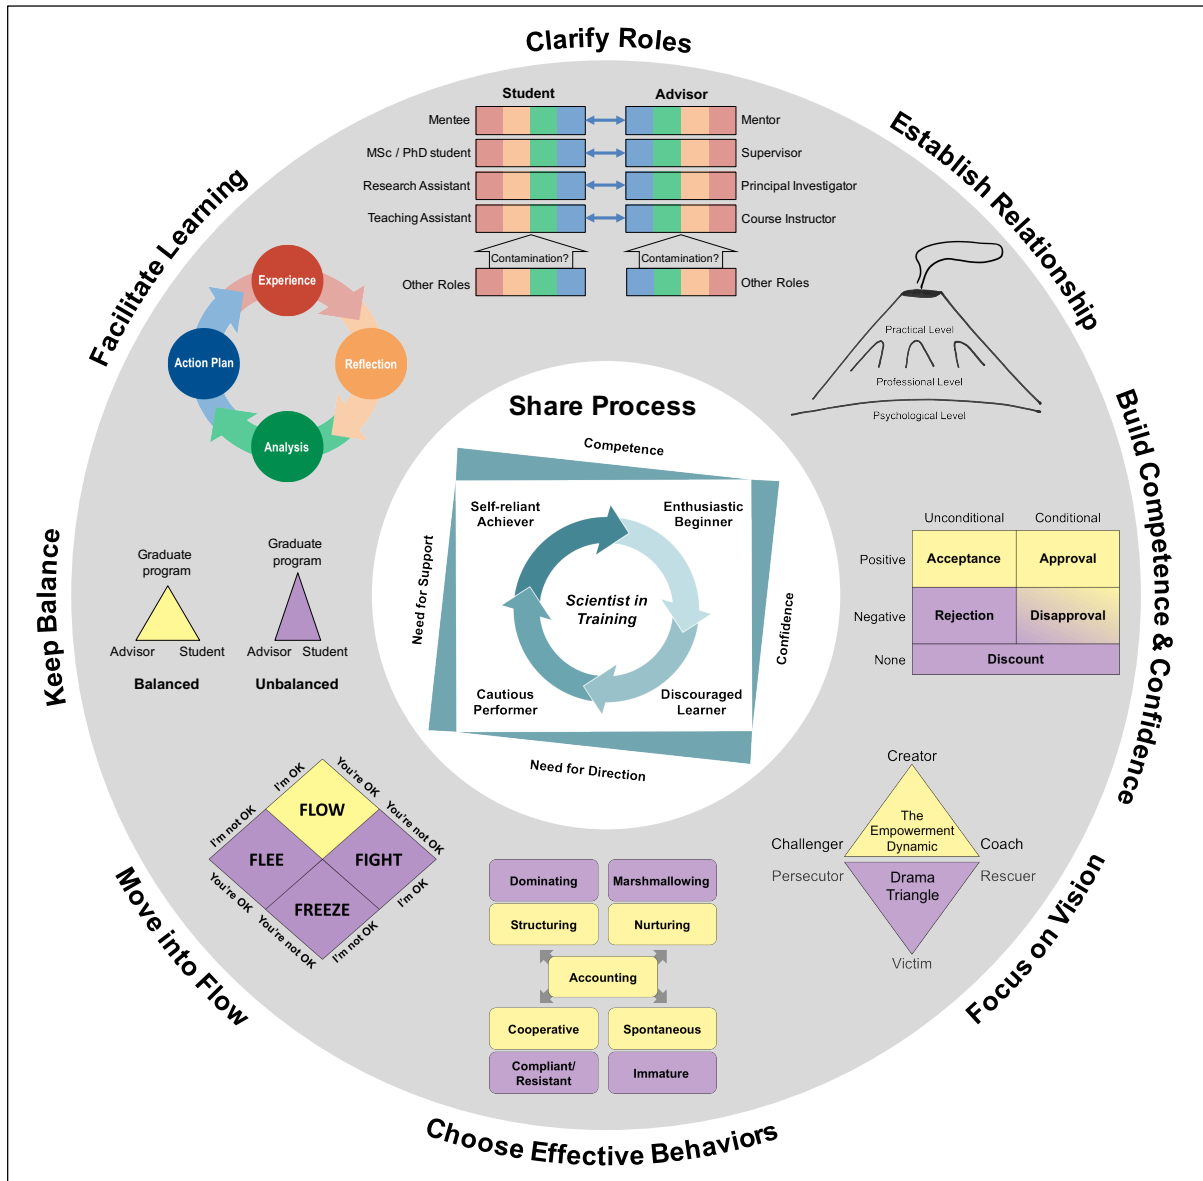 Clarify Roles
Student
Advisor
Mentee
Mentor
MSc / PhD student
Supervisor
Research Assistant
Principal Investigator
Teaching Assistant
Course Instructor
Contamination?
Contamination?
Other Roles
Other Roles
Establish Relationship
Practical Level
Professional Level
Psychological Level
Build Competence & Confidence
Unconditional
Conditional
Positive
Acceptance
Approval
Negative
Rejection
Disapproval
None
Discount
Focus on Vision
Creator
The
Empowerment
Dynamic
Challenger
Coach
Persecutor
Drama
Triangle
Rescuer
Victim
Choose Effective Behaviors
Dominating
Marshmallowing
Structuring
Nurturing
Accounting
Cooperative
Spontaneous
Compliant/
Resistant
Immature
Move into Flow
I'm OK
You're OK
I'm not OK
You're not OK
FLOW
FLEE
FIGHT
FREEZE
You're OK
I'm OK
You're not OK
I'm not OK
Keep Balance
Graduate
program
Graduate
program
Advisor
Student
Advisor
Student
Balanced
Unbalanced
Facilitate Learning
Experience
Reflection
Analysis
Action Plan
Share Process
Competence
Self-reliant
Achiever
Enthusiastic
Beginner
Need for Support
Scientist in
Training
Confidence
Cautious
Performer
Discouraged
Learner
Need for Direction